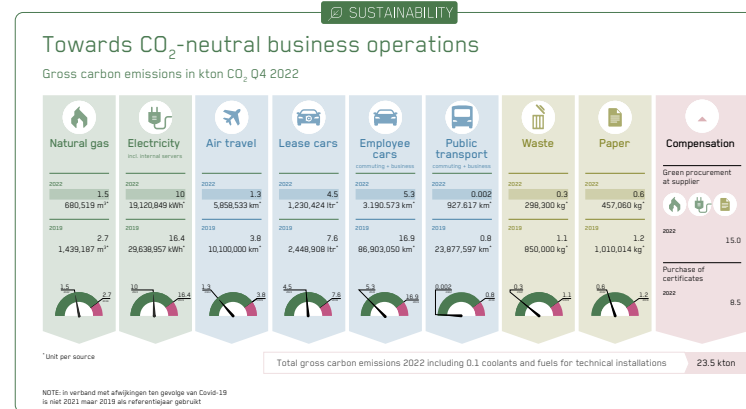 SUSTAINABILITY
Towards CO2-neutral business operations
Gross carbon emissions in kton CO2 Q4 2022
Natural gas
2022
1.5
680,519 m³*
2019
2.7
1,439,187 m³*
1.5
2.7
Electricity
incl. internal servers
2022
10
19,120,849 kWh*
2019
16.4
29,638,957 kWh*
10
16.4
Air travel
2022
1.3
5,858,533 km*
2019
3.8
10,100,000 km*
1.3
3.8
Lease cars
2022
4.5
1,230,424 ltr*
2019
7.6
2,448,908 ltr*
4.5
7.6
Employee
cars
commuting + business
2022
5.3
3.190.573 km*
2019
16.9
86,903,050 km*
5.3
16.9
Public
transport
commuting + business
2022
0.002
927.617 km*
2019
0.8
23,877,597 km*
0.002
0.8
Waste
2022
0.3
298,300 kg*
2019
1.1
850,000 kg*
0.3
1.1
Paper
2022
0.6
457,060 kg*
2019
1.2
1,010,014 kg*
0.6
1.2
Compensation
Green procurement
at supplier
2022
15.0
Purchase of
certificates
2022
8.5
*Unit per source
Total gross carbon emissions 2022 including 0.1 coolants and fuels for technical installations 23.5 kton
NOTE: in verband met afwijkingen ten gevolge van Covid-19
is niet 2021 maar 2019 als referentiejaar gebruikt